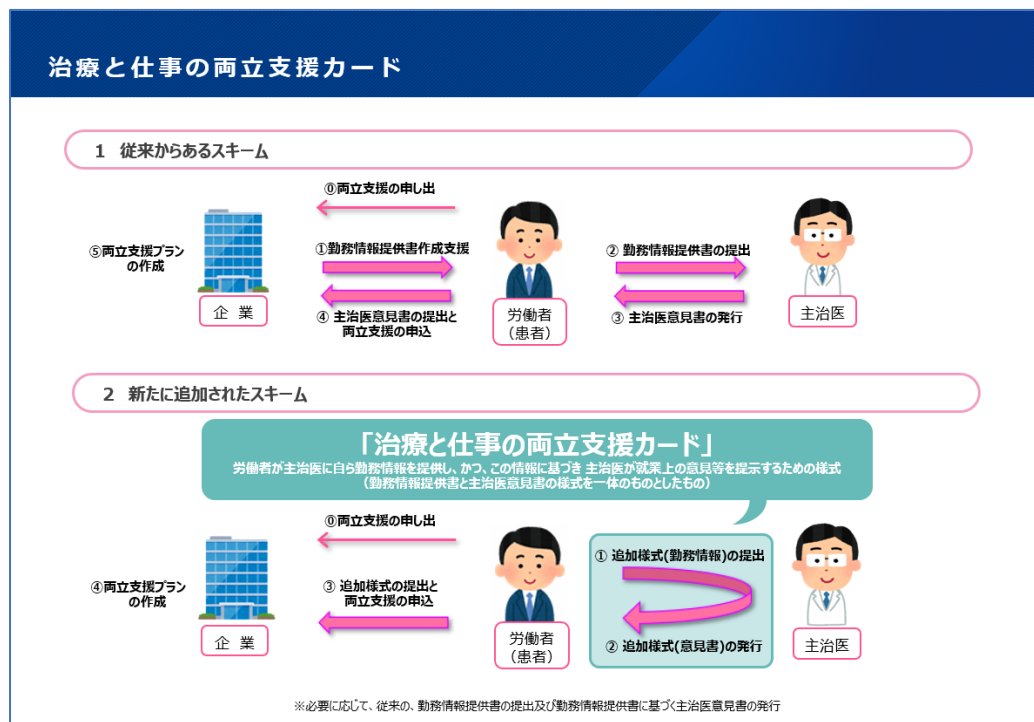 治療と仕事の両立支援カード
1 従来からあるスキーム
⓪両立支援の申し出
⑤両立支援プラン
の作成
①勤務情報提供書作成支援
② 勤務情報提供書の提出
企 業
④ 主治医意見書の提出と
両立支援の申込
労働者
（患者）
③ 主治医意見書の発行
主治医
2 新たに追加されたスキーム
「治療と仕事の両立支援カード」
労働者が主治医に自ら勤務情報を提供し、かつ、この情報に基づき 主治医が就業上の意見等を提示するための様式
（勤務情報提供書と主治医意見書の様式を一体のものとしたもの）
⓪両立支援の申し出
① 追加様式(勤務情報)の提出
④両立支援プラン
の作成
③ 追加様式の提出と
両立支援の申込
企 業
労働者
（患者）
② 追加様式(意見書)の発行
主治医
※必要に応じて、従来の、勤務情報提供書の提出及び勤務情報提供書に基づく主治医意見書の発行